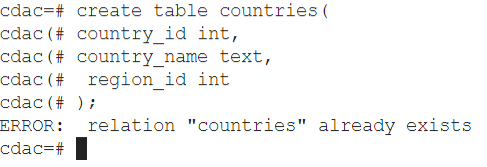 cdac=# create table countries(
cdac(# country_id int,
cdac(# country_name text,
cdac(#  region_id int
cdac(# );
ERROR:  relation "countries" already exists
cdac=#